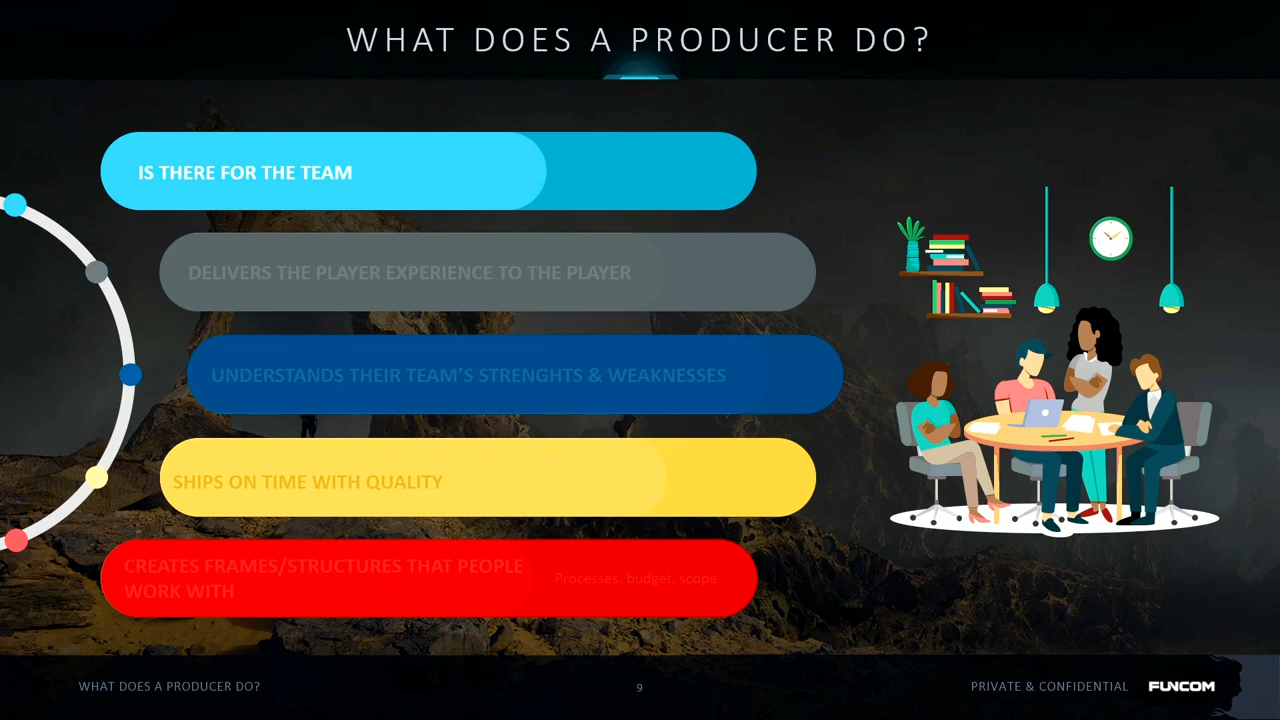 WHAT DOES A PRODUCER DO?
IS THERE FOR THE TEAM
DELIVERS THE PLAYER EXPERIENCE TO THE PLAYER
UNDERSTANDS THEIR TEAM'S STRENGHTS & WEAKNESSES
SHIPS ON TIME WITH QUALITY
CREATES FRAMES/STRUCTURES THAT PEOPLE
WORK WITH
Processes, budget, scope
WHAT DOES A PRODUCER DO?
9
PRIVATE & CONFIDENTIAL
FUNCOM